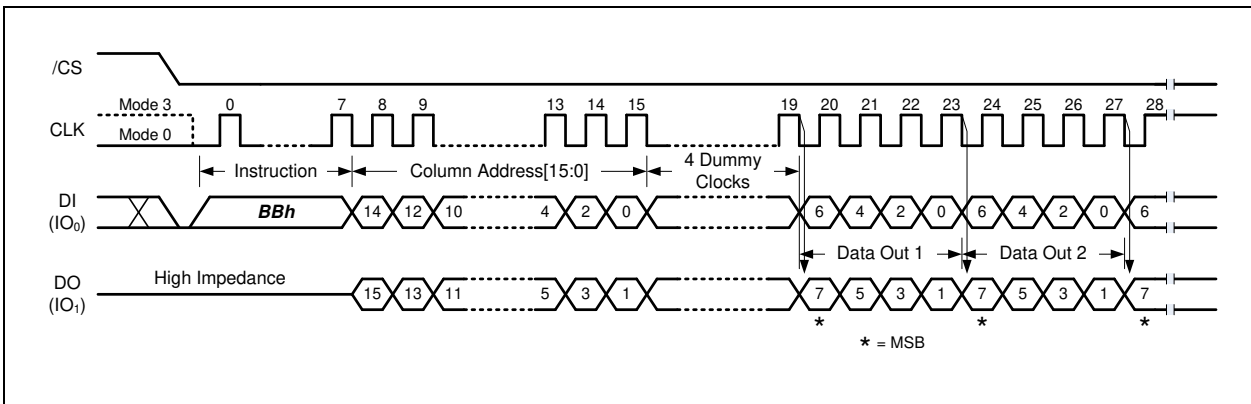 /CS
Mode 3 0 7 8 9 13 14 15 19 20 21 22 23 24 25 26 27 28
CLK
Mode 0
Instruction Column Address[15:0] 4 Dummy
Clocks
DI
(IO0)
BBh 14 12 10 4 2 0 6 4 2 0 6 4 2 0 6
Data Out 1 Data Out 2
High Impedance
DO
(IO1)
15 13 11 5 3 1 7 5 3 1 7 5 3 1 7
* * *
* = MSB